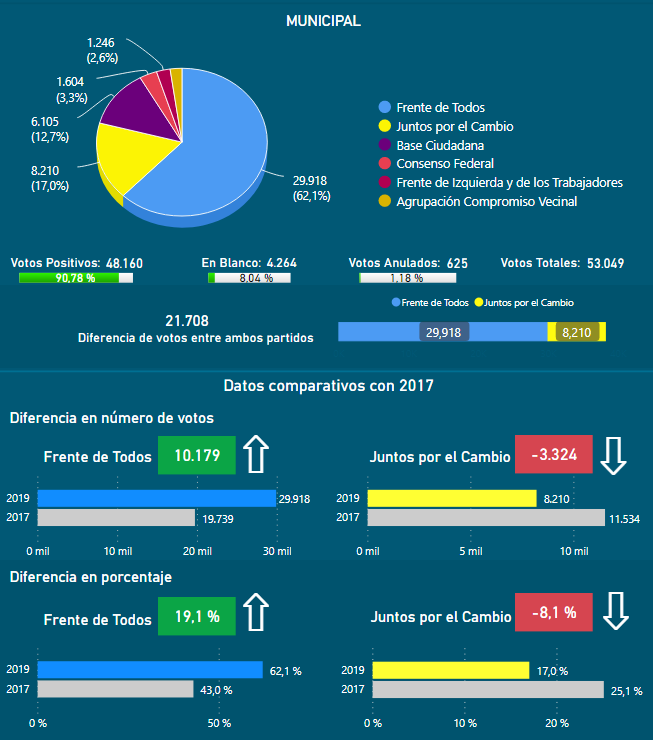 MUNICIPAL
1.246
(2,6%)
1.604
(3,3%)
6.105
(12,7%)
8.210
(17,0%)
29.918
(62,1%)
Frente de Todos
Juntos por el Cambio
Base Ciudadana
Consenso Federal
Frente de Izquierda y de los Trabajadores
Agrupación Compromiso Vecinal
Votos Positivos: 48.160
90,78 %
En Blanco: 4.264
8,04 %
Votos Anulados: 625
1,18 %
Votos Totales: 53.049
21.708
Diferencia de votos entre ambos partidos
Frente de Todos Juntos por el Cambio
29,918 8,210
Datos comparativos con 2017
Diferencia en número de votos
Frente de Todos 10.179
2019 29.918
2017 19.739
0 mil 10 mil 20 mil 30 mil
Juntos por el Cambio -3.324
2019 8.210
2017 11.534
0 mil 5 mil 10 mil
Diferencia en porcentaje
Frente de Todos 19,1 %
2019 62,1 %
2017 43,0 %
0 % 50 %
Juntos por el Cambio -8,1 %
2019 17,0 %
2017 25,1 %
0 % 10 % 20 %